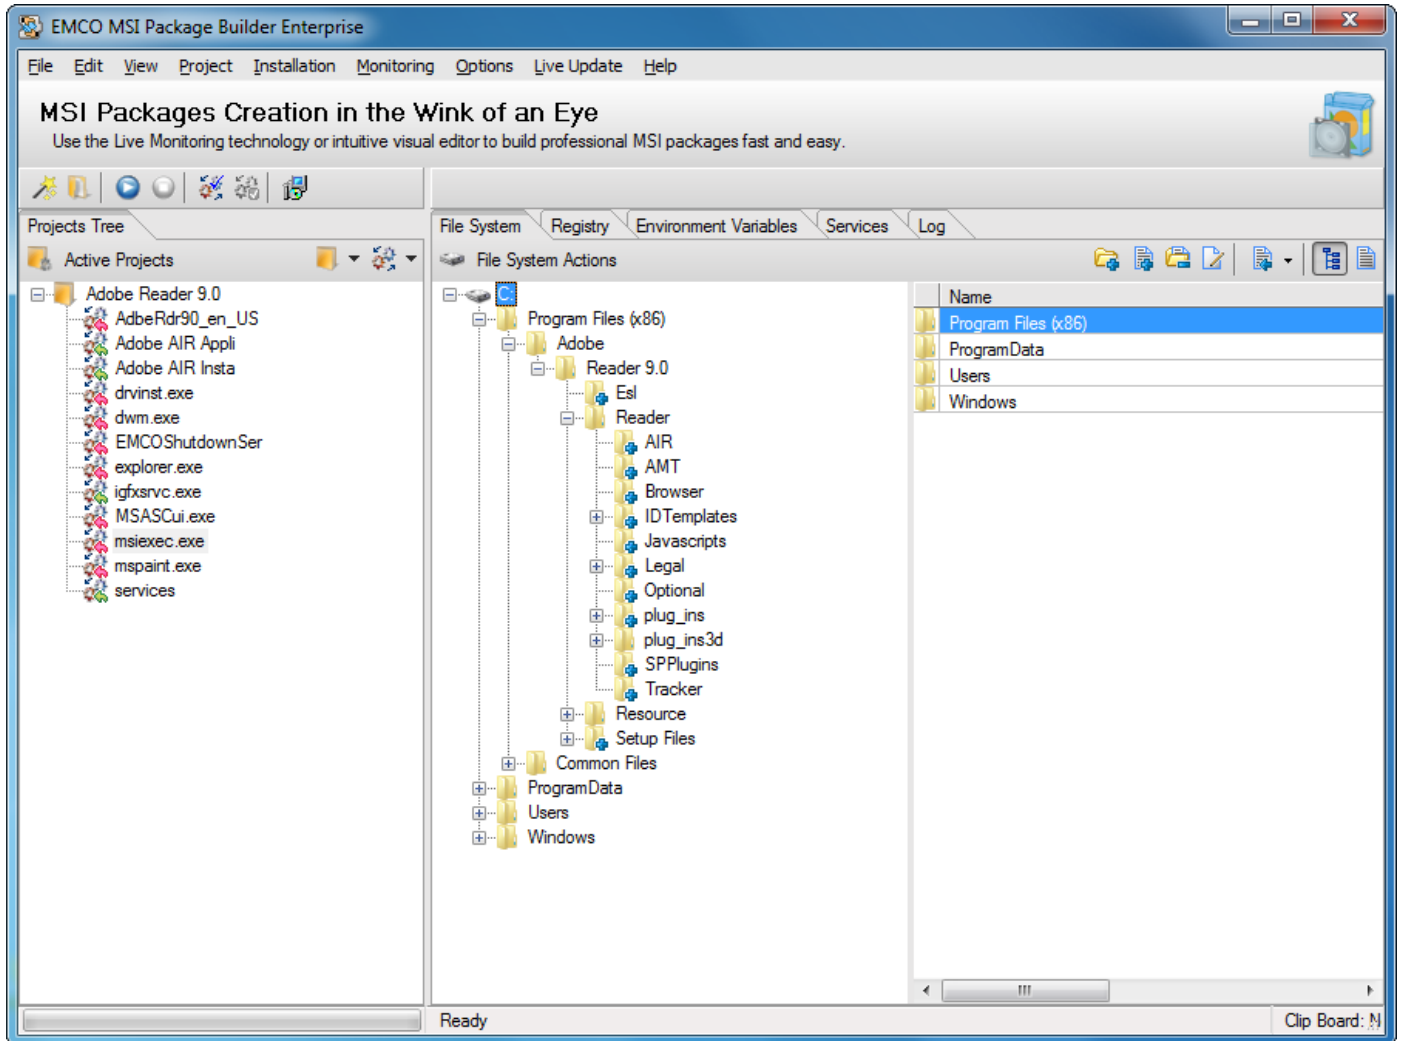 EMCO MSI Package Builder Enterprise
File Edit View Project Installation Monitoring Options Live Update Help
MSI Packages Creation in the Wink of an Eye
Use the Live Monitoring technology or intuitive visual editor to build professional MSI packages fast and easy.
Projects Tree
File System Registry Environment Variables Services Log
Active Projects
File System Actions
Adobe Reader 9.0
AdbeRdr90_en_US
Adobe AIR Appli
Adobe AIR Insta
drvinst.exe
dwm.exe
EMCOShutdownSer
explorer.exe
igfxsrvc.exe
MSASCui.exe
msiexec.exe
mspaint.exe
services
C:
Program Files (x86)
Adobe
Reader 9.0
Esl
Reader
AIR
AMT
Browser
IDTemplates
Javascripts
Legal
Optional
plug_ins
plug_ins3d
SPPlugins
Tracker
Resource
Setup Files
Common Files
ProgramData
Users
Windows
Name
Program Files (x86)
ProgramData
Users
Windows
Ready
Clip Board: N